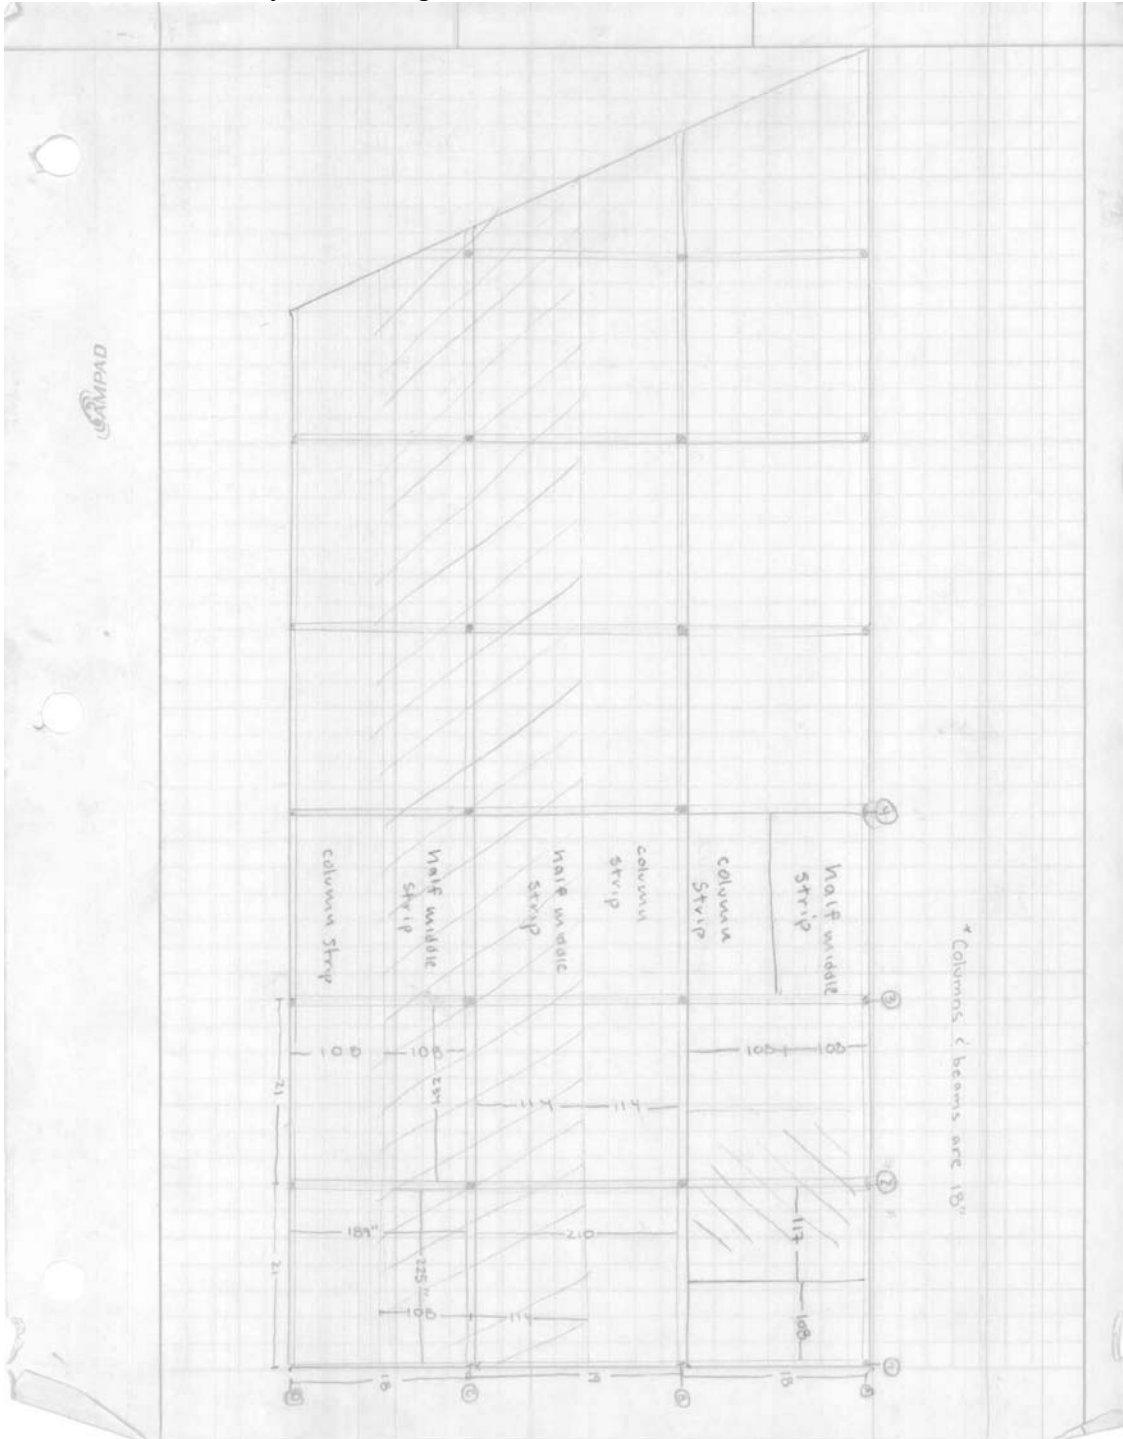 AMPAD
4
column strip
half middle
strip
half middle
strip
column
strip
column
strip
half middle
strip
* Columns & beams are 18"
3
108
108
234
108
108
21
114
114
2
189"
210
117
21
225"
108
114
108
1
18
19
18
D
C